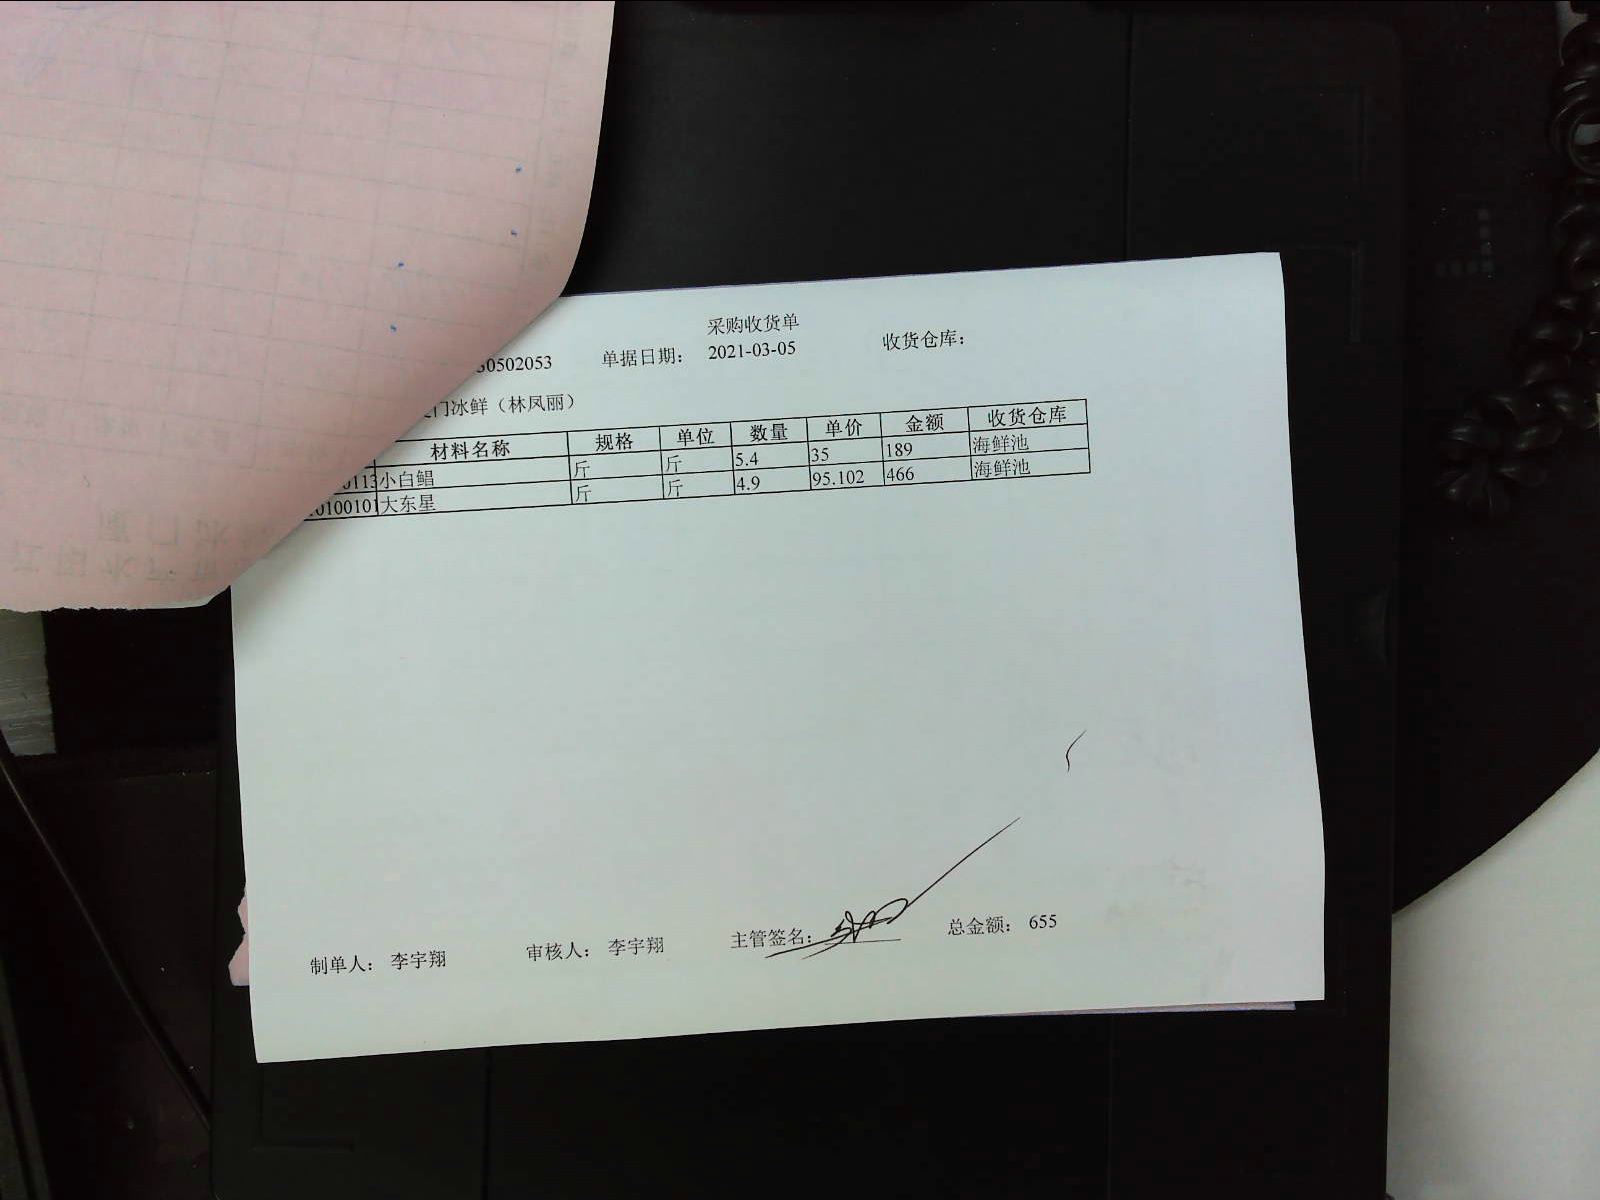 采购收货单
30502053 单据日期： 2021-03-05 收货仓库：
门冰鲜（林凤丽）
材料名称 规格 单位 数量 单价 金额 收货仓库
0113 小白鲳 斤 斤 5.4 35 189 海鲜池
0100101 大东星 斤 斤 4.9 95.102 466 海鲜池
制单人： 李宇翔 审核人： 李宇翔 主管签名： 总金额： 655